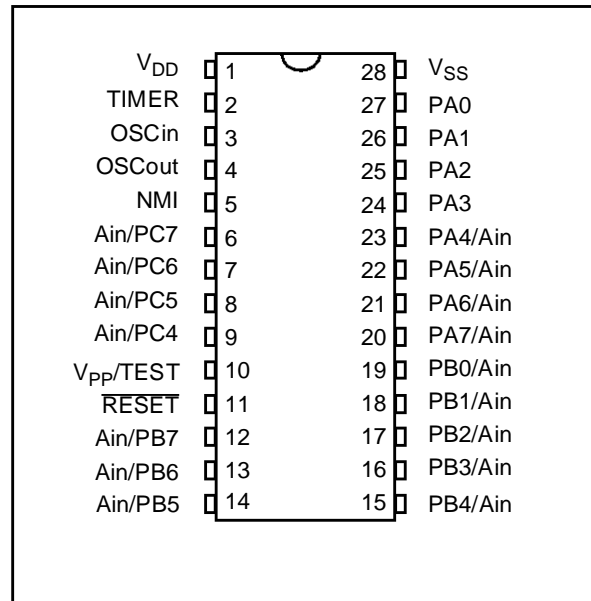 VDD 1 28 VSS
TIMER 2 27 PA0
OSCin 3 26 PA1
OSCout 4 25 PA2
NMI 5 24 PA3
Ain/PC7 6 23 PA4/Ain
Ain/PC6 7 22 PA5/Ain
Ain/PC5 8 21 PA6/Ain
Ain/PC4 9 20 PA7/Ain
VPP/TEST 10 19 PB0/Ain
RESET 11 18 PB1/Ain
Ain/PB7 12 17 PB2/Ain
Ain/PB6 13 16 PB3/Ain
Ain/PB5 14 15 PB4/Ain